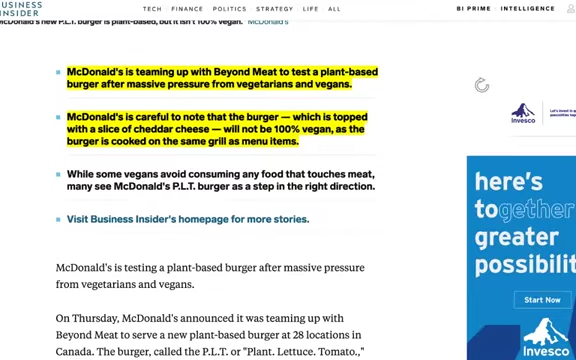 BUSINESS
INSIDER
TECH FINANCE POLITICS STRATEGY LIFE ALL
BI PRIME INTELLIGENCE
McDonald's new P.L.T. burger is plant-based, but it isn't 100% vegan. McDonald's
McDonald's is teaming up with Beyond Meat to test a plant-based
burger after massive pressure from vegetarians and vegans.
McDonald's is careful to note that the burger — which is topped
with a slice of cheddar cheese — will not be 100% vegan, as the
burger is cooked on the same grill as menu items.
While some vegans avoid consuming any food that touches meat,
many see McDonald's P.L.T. burger as a step in the right direction.
Visit Business Insider's homepage for more stories.
McDonald's is testing a plant-based burger after massive pressure
from vegetarians and vegans.
On Thursday, McDonald's announced it was teaming up with
Beyond Meat to serve a new plant-based burger at 28 locations in
Canada. The burger, called the P.L.T. or "Plant. Lettuce. Tomato.,"
Invesco
here's
together
greater
possibilit
Start Now
Invesco